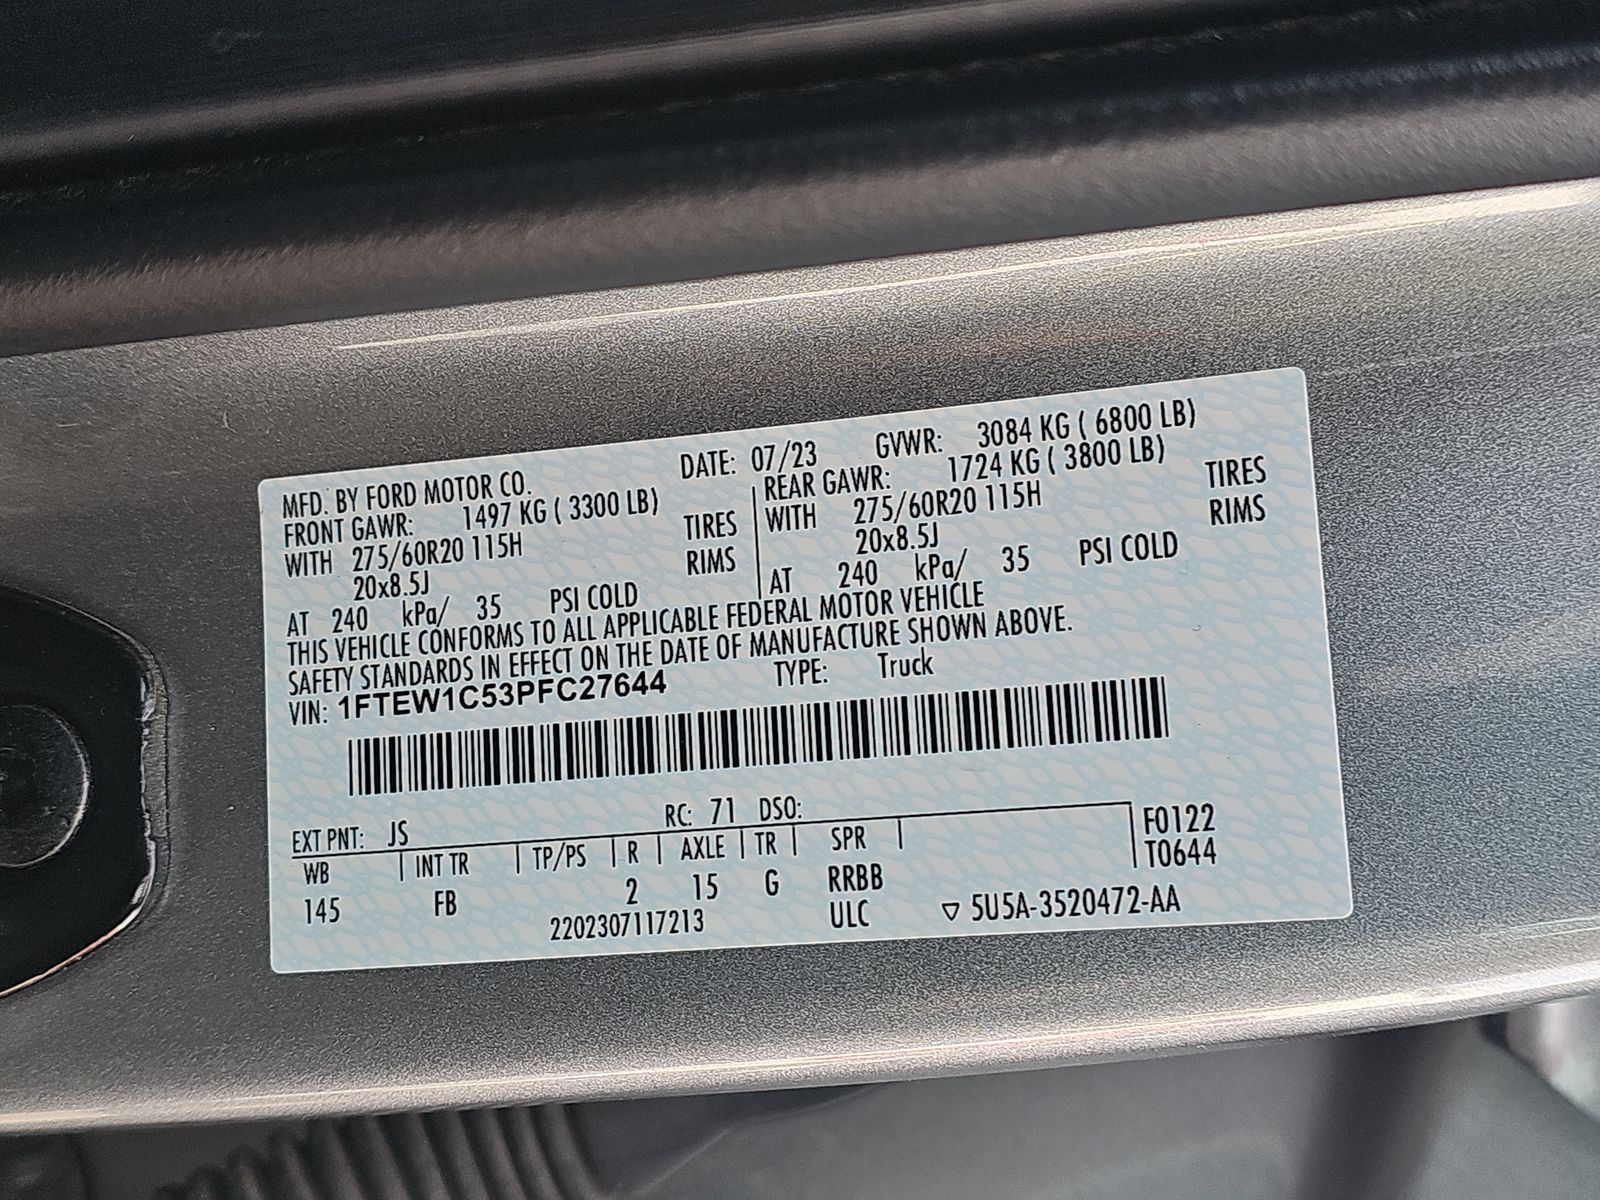 MFD. BY FORD MOTOR CO. DATE: 07/23 GVWR: 3084 KG ( 6800 LB)
FRONT GAWR: 1497 KG ( 3300 LB) REAR GAWR: 1724 KG ( 3800 LB)
WITH 275/60R20 115H TIRES WITH 275/60R20 115H TIRES
20x8.5J RIMS 20x8.5J RIMS
AT 240 kPa/ 35 PSI COLD AT 240 kPa/ 35 PSI COLD
THIS VEHICLE CONFORMS TO ALL APPLICABLE FEDERAL MOTOR VEHICLE
SAFETY STANDARDS IN EFFECT ON THE DATE OF MANUFACTURE SHOWN ABOVE.
VIN: 1FTEW1C53PFC27644 TYPE: Truck
EXT PNT: JS RC: 71 DSO:
WB INT TR TP/PS R AXLE TR SPR F0122
145 FB 2 15 G RRBB T0644
2202307117213 ULC ▽ 5U5A-3520472-AA